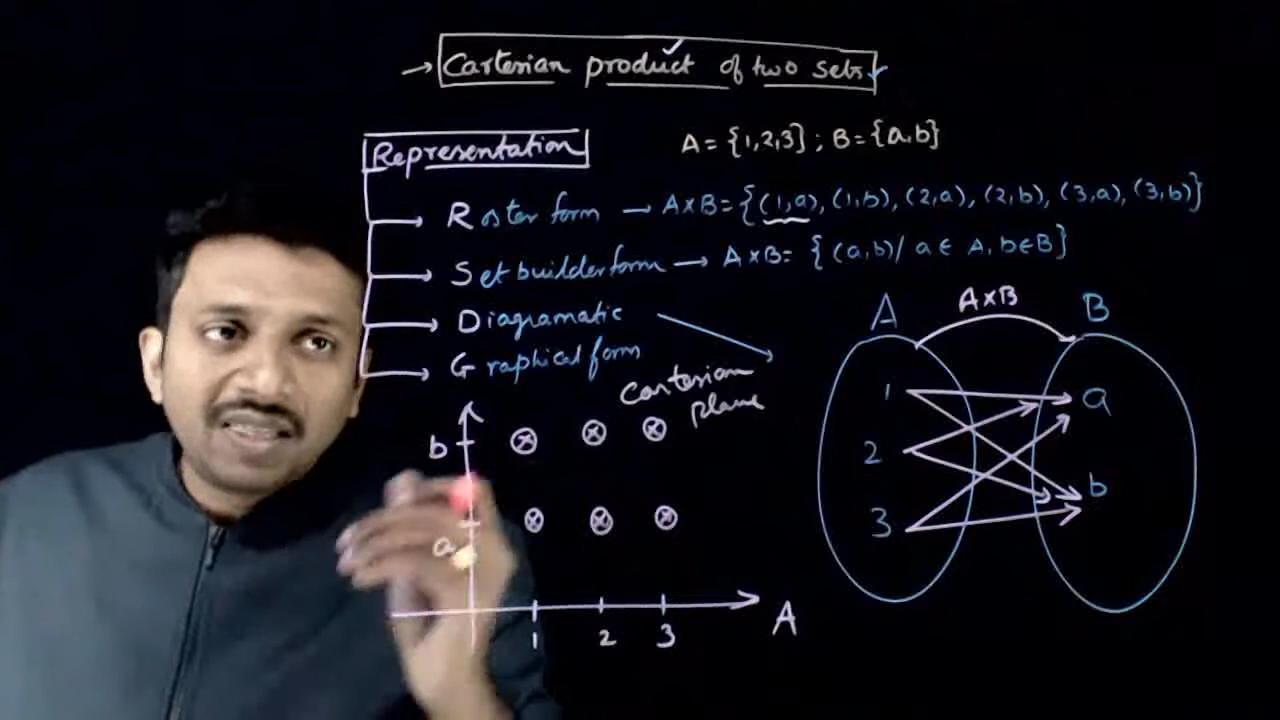 → Cartesian product of two sets
Representation
A = {1,2,3} ; B = {a,b}
Roster form → A×B = {(1,a), (1,b), (2,a), (2,b), (3,a), (3,b)}
Set builder form → A×B = {(a,b)/ a∈ A, b∈B}
Diagramatic
Graphical form
Cartesian
plane
A×B
A B
1 a
2
b
3
b
a
A
1 2 3